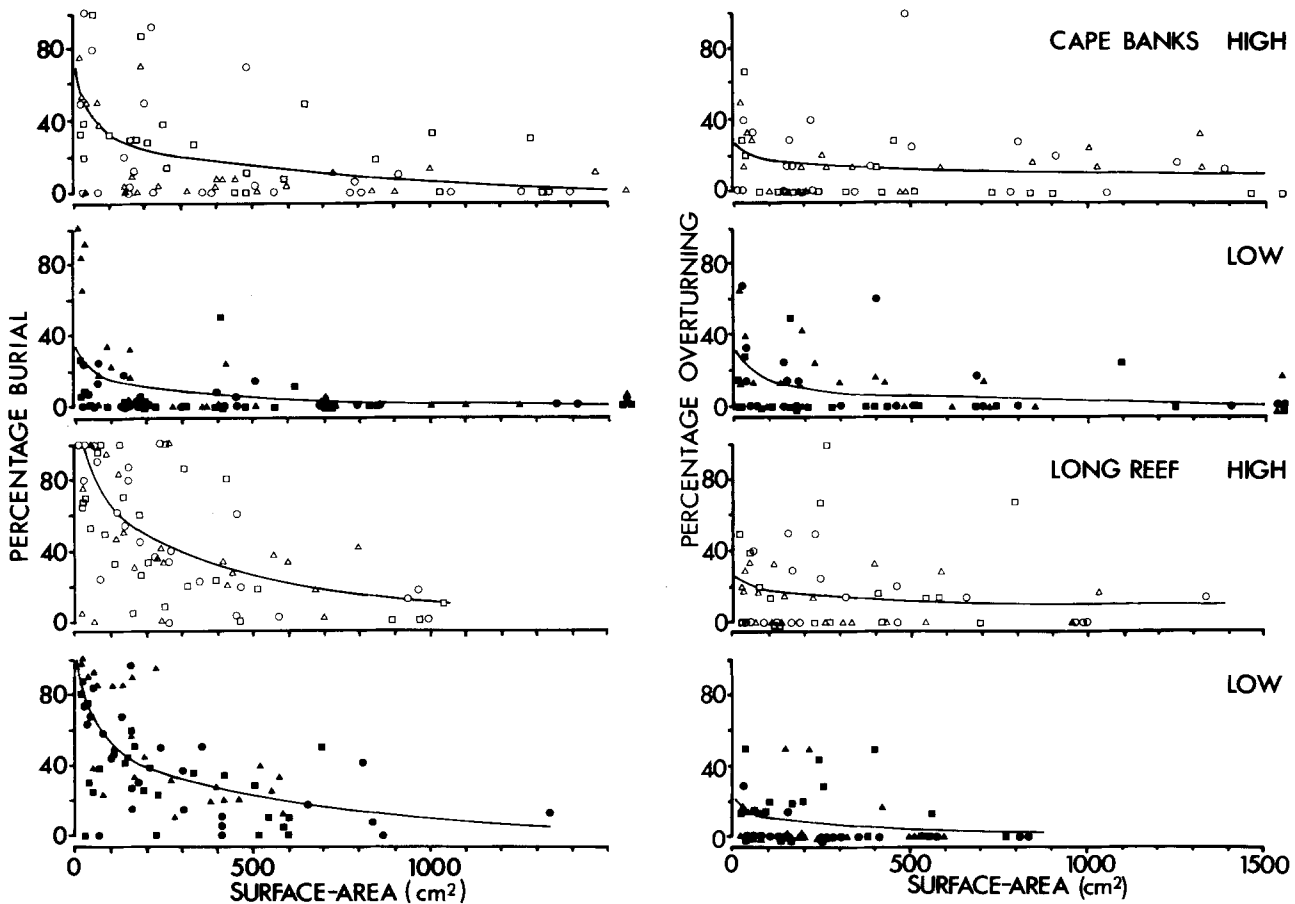 CAPE BANKS HIGH
80
40
0
80
40
0
LOW
80
40
0
80
40
0
LONG REEF HIGH
80
40
0
80
40
0
LOW
80
40
0
80
40
0
PERCENTAGE BURIAL
PERCENTAGE OVERTURNING
0 500 1000
SURFACE-AREA (cm²)
0 500 1000 1500
SURFACE-AREA (cm²)